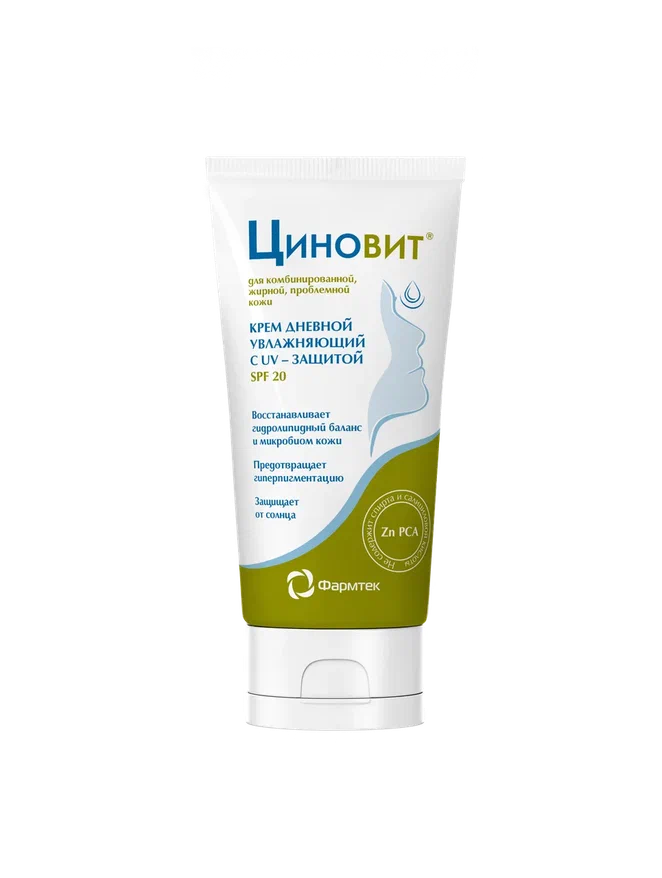 Циновит®
для комбинированной,
жирной, проблемной
кожи
КРЕМ ДНЕВНОЙ
УВЛАЖНЯЮЩИЙ
С UV – ЗАЩИТОЙ
SPF 20
Восстанавливает
гидролипидный баланс
и микробиом кожи
Предотвращает
гиперпигментацию
Защищает
от солнца
Не содержит спирта и салициловой кислоты
Zn PCA
Фармтек